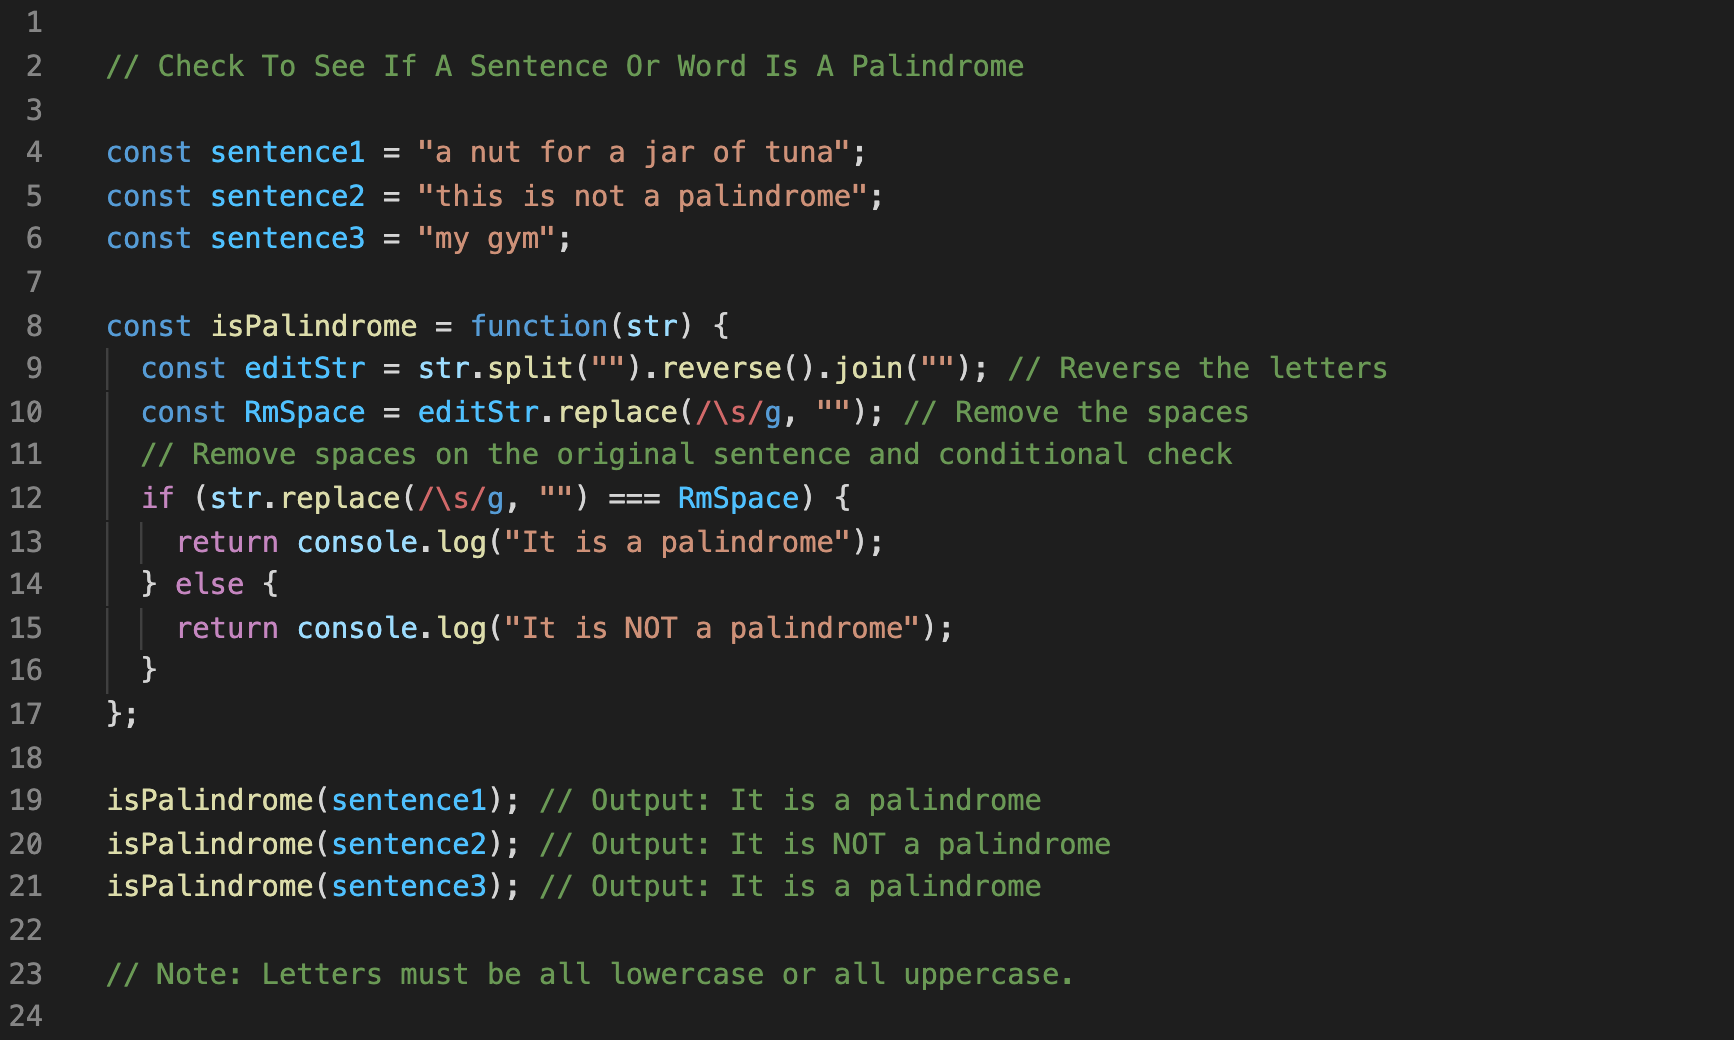 1
2 // Check To See If A Sentence Or Word Is A Palindrome
3
4 const sentence1 = "a nut for a jar of tuna";
5 const sentence2 = "this is not a palindrome";
6 const sentence3 = "my gym";
7
8 const isPalindrome = function(str) {
9 const editStr = str.split("").reverse().join(""); // Reverse the letters
10 const RmSpace = editStr.replace(/\s/g, ""); // Remove the spaces
11 // Remove spaces on the original sentence and conditional check
12 if (str.replace(/\s/g, "") === RmSpace) {
13 return console.log("It is a palindrome");
14 } else {
15 return console.log("It is NOT a palindrome");
16 }
17 };
18
19 isPalindrome(sentence1); // Output: It is a palindrome
20 isPalindrome(sentence2); // Output: It is NOT a palindrome
21 isPalindrome(sentence3); // Output: It is a palindrome
22
23 // Note: Letters must be all lowercase or all uppercase.
24